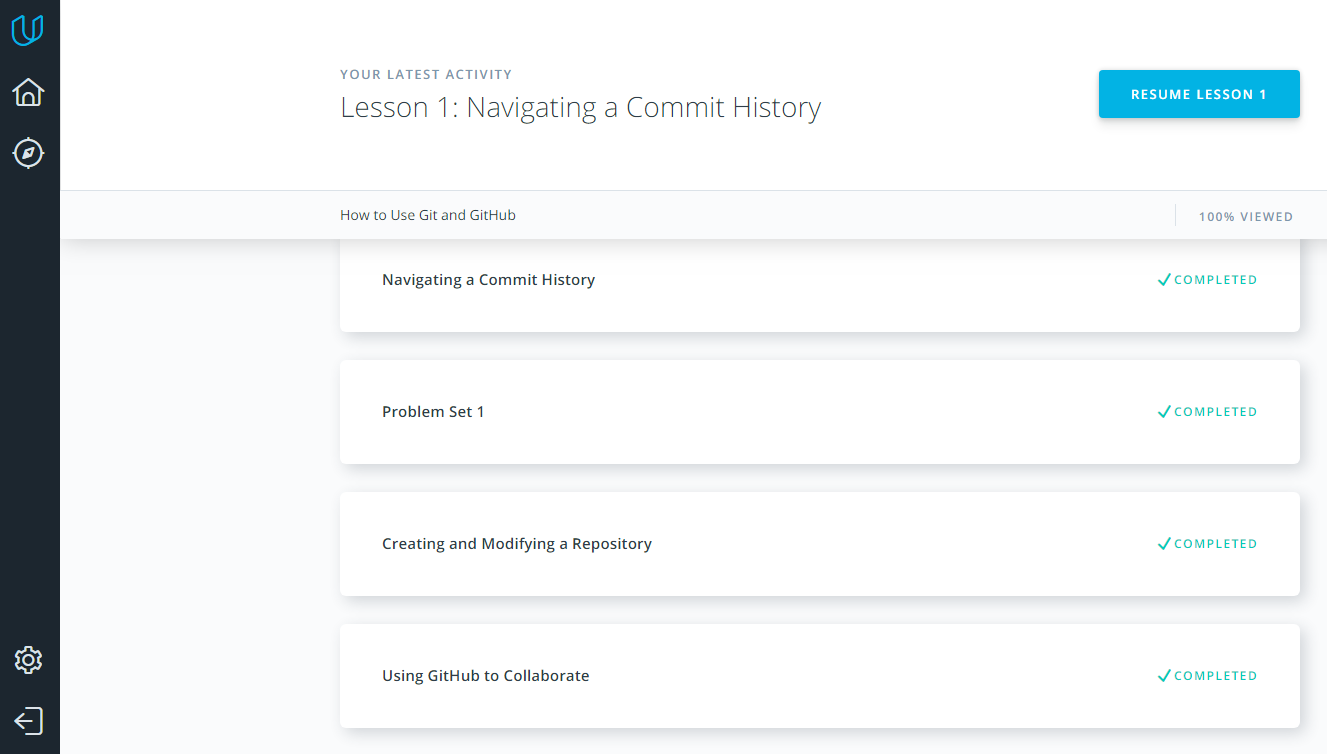 YOUR LATEST ACTIVITY
Lesson 1: Navigating a Commit History
RESUME LESSON 1
How to Use Git and GitHub
100% VIEWED
Navigating a Commit History
COMPLETED
Problem Set 1
COMPLETED
Creating and Modifying a Repository
COMPLETED
Using GitHub to Collaborate
COMPLETED